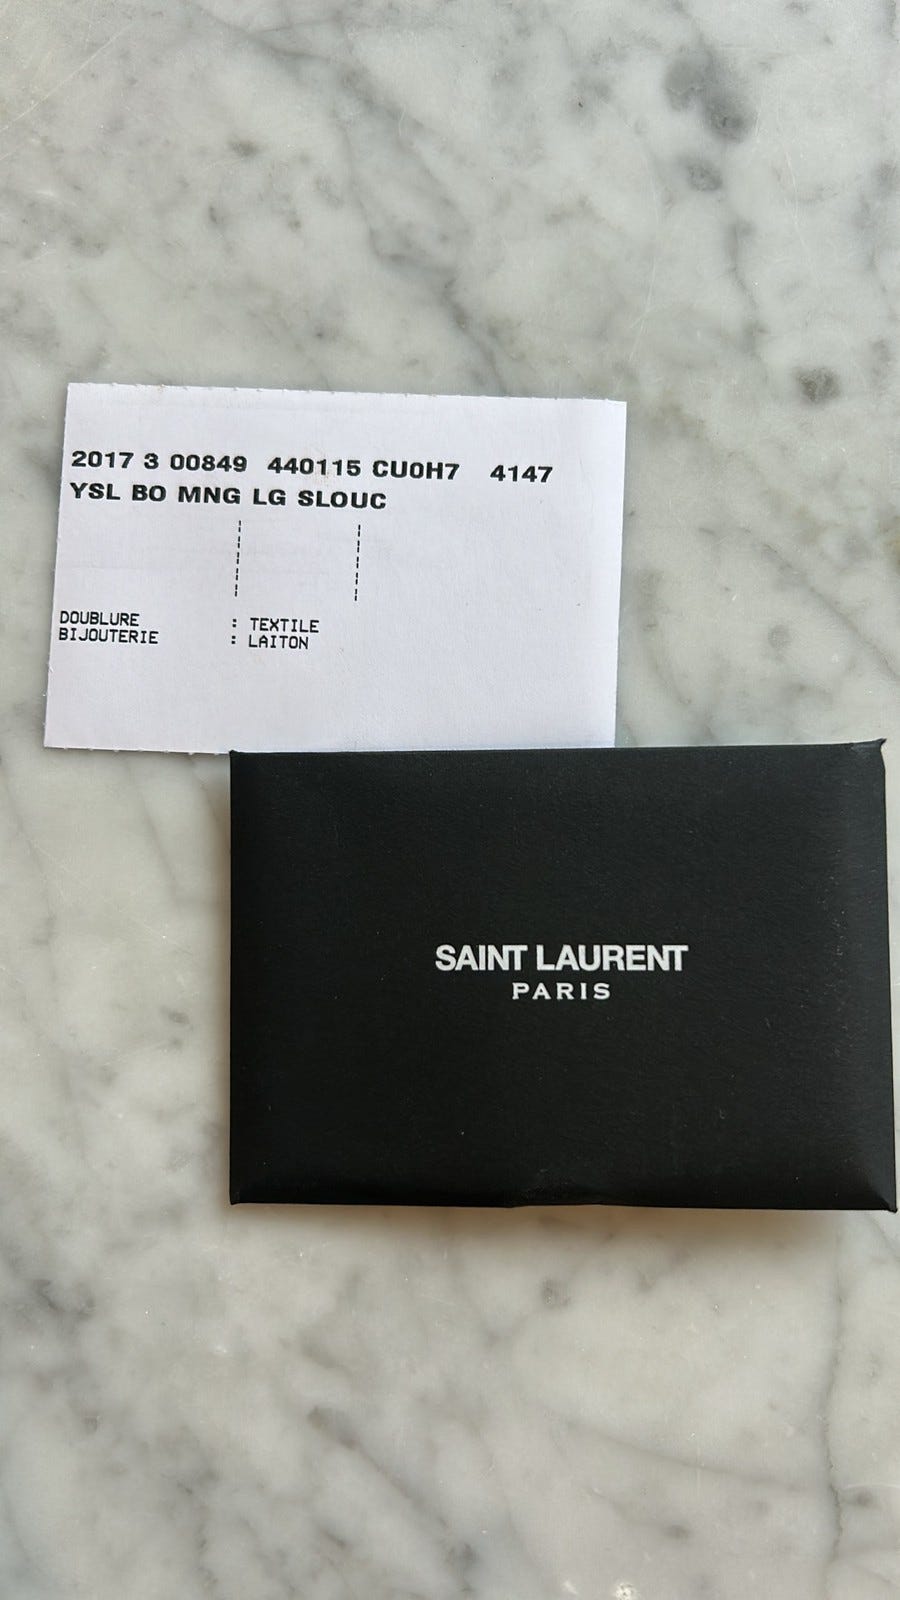 2017 3 00849 440115 CU0H7 4147
YSL BO MNG LG SLOUC
DOUBLURE : TEXTILE
BIJOUTERIE : LAITON
SAINT LAURENT
PARIS